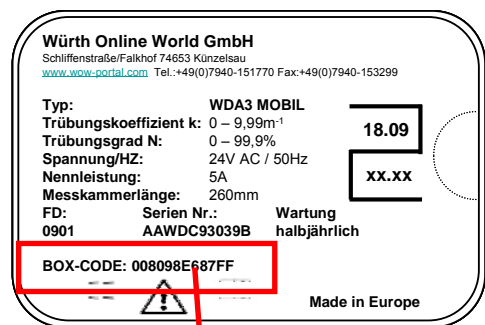 Würth Online World GmbH
Schliffenstraße/Falkhof 74653 Künzelsau
www.wow-portal.com Tel.:+49(0)7940-151770 Fax:+49(0)7940-153299
Typ: WDA3 MOBIL
Trübungskoeffizient k: 0 – 9,99m-1
Trübungsgrad N: 0 – 99,9%
Spannung/HZ: 24V AC / 50Hz
Nennleistung: 5A
Messkammerlänge: 260mm
18.09
xx.xx
FD: Serien Nr.: Wartung
0901 AAWDC93039B halbjährlich
BOX-CODE: 008098E687FF
Made in Europe